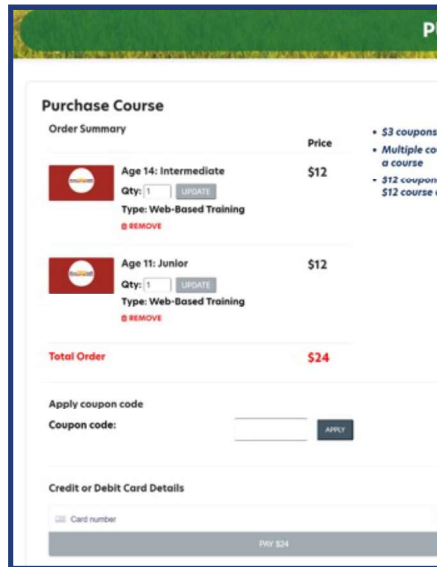 Purchase Course
Order Summary
Price
• $3 coupons
• Multiple
a course
- $12 coupon
$12 course
Age 14: Intermediate
$12
Qty: 1 UPDATE
Type: Web-Based Training
REMOVE
Age 11: Junior
$12
Qty: 1 UPDATE
Type: Web-Based Training
REMOVE
Total Order
$24
Apply coupon code
Coupon code:
APPLY
Credit or Debit Card Details
Card number
PAY $24